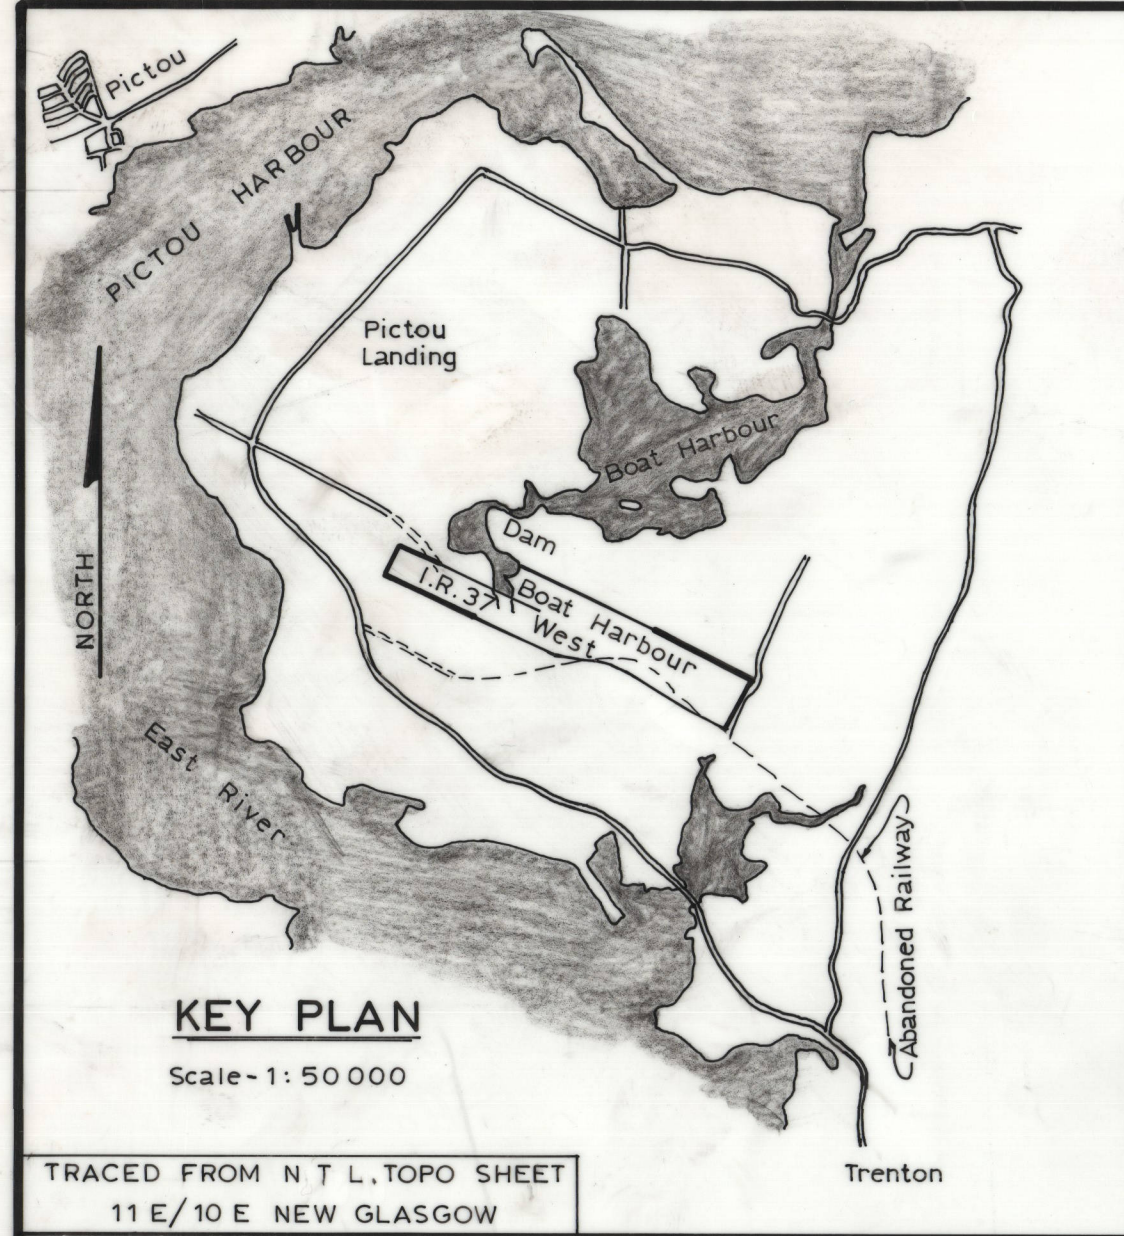 Pictou
PICTOU HARBOUR
Pictou
Landing
Boat Harbour
Dam
I.R. 37
Boat Harbour
West
NORTH
East River
Abandoned Railway
KEY PLAN
Scale - 1 : 50 000
TRACED FROM N T L. TOPO SHEET
11 E/10 E NEW GLASGOW
Trenton